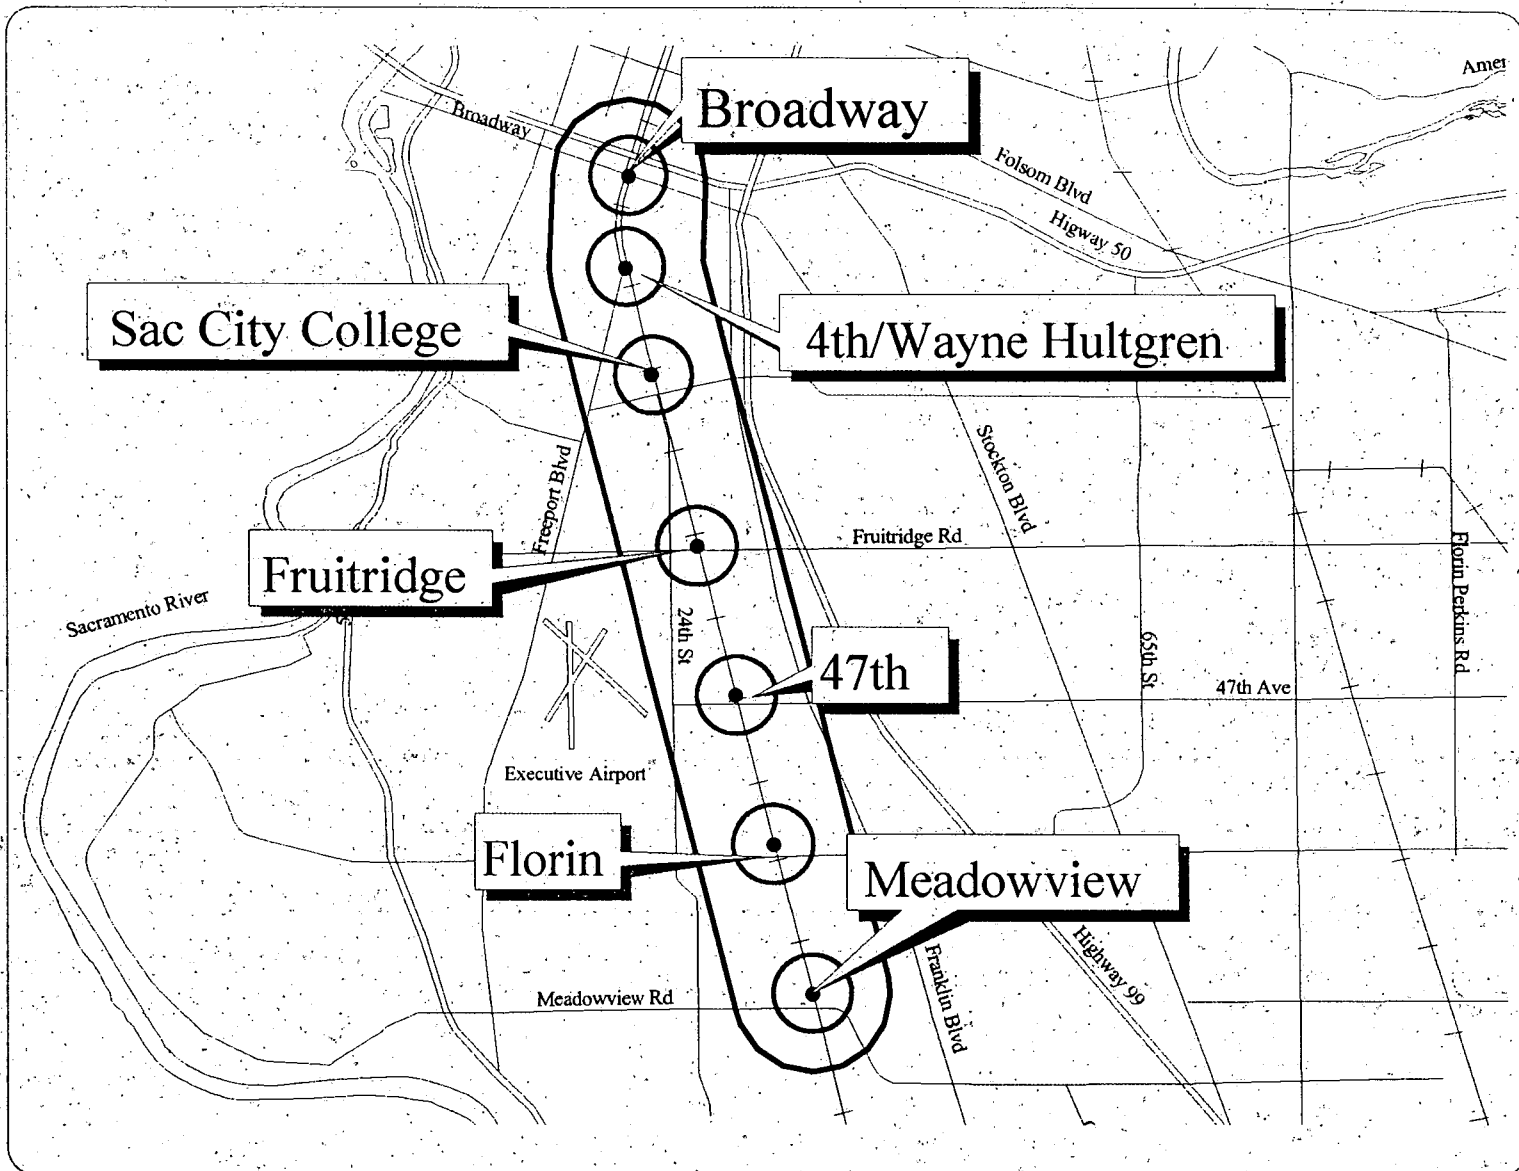 Amer
Broadway
Broadway
Folsom Blvd
Higway 50
Sac City College
4th/Wayne Hultgren
Stockton Blvd
Freeport Blvd
Fruitridge Rd
Florin Perkins Rd
Fruitridge
Sacramento River
24th St
65th St
47th
47th Ave
Executive Airport
Florin
Meadowview
Highway 99
Franklin Blvd
Meadowview Rd